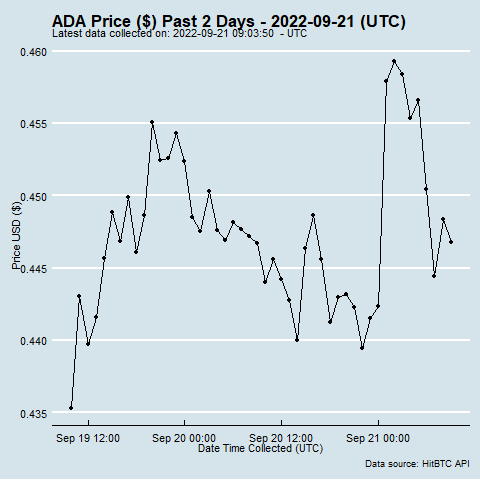 ADA Price ($) Past 2 Days - 2022-09-21 (UTC)
Latest data collected on: 2022-09-21 09:03:50  - UTC
0.460
0.455
0.450
0.445
0.440
0.435
Price USD ($)
Sep 19 12:00
Sep 20 00:00
Sep 20 12:00
Sep 21 00:00
Date Time Collected (UTC)
Data source: HitBTC API